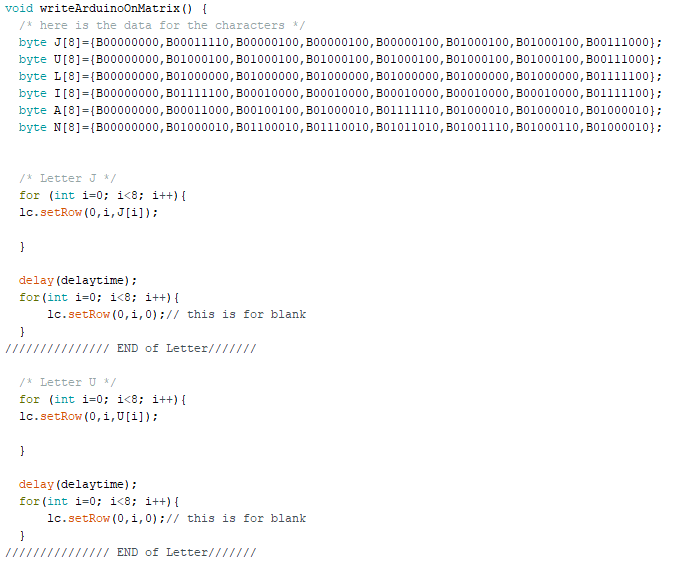 void writeArduinoOnMatrix() {
/* here is the data for the characters */
byte J[8]={B00000000,B00011110,B00000100,B00000100,B00000100,B01000100,B01000100,B00111000};
byte U[8]={B00000000,B01000100,B01000100,B01000100,B01000100,B01000100,B01000100,B00111000};
byte L[8]={B00000000,B01000000,B01000000,B01000000,B01000000,B01000000,B01000000,B01111100};
byte I[8]={B00000000,B01111100,B00010000,B00010000,B00010000,B00010000,B00010000,B01111100};
byte A[8]={B00000000,B00011000,B00100100,B01000010,B01111110,B01000010,B01000010,B01000010};
byte N[8]={B00000000,B01000010,B01100010,B01110010,B01011010,B01001110,B01000110,B01000010};
/* Letter J */
for (int i=0; i<8; i++){
lc.setRow(0,i,J[i]);
}
delay(delaytime);
for(int i=0; i<8; i++){
lc.setRow(0,i,0);// this is for blank
}
/////////////// END of Letter///////
/* Letter U */
for (int i=0; i<8; i++){
lc.setRow(0,i,U[i]);
}
delay(delaytime);
for(int i=0; i<8; i++){
lc.setRow(0,i,0);// this is for blank
}
/////////////// END of Letter///////